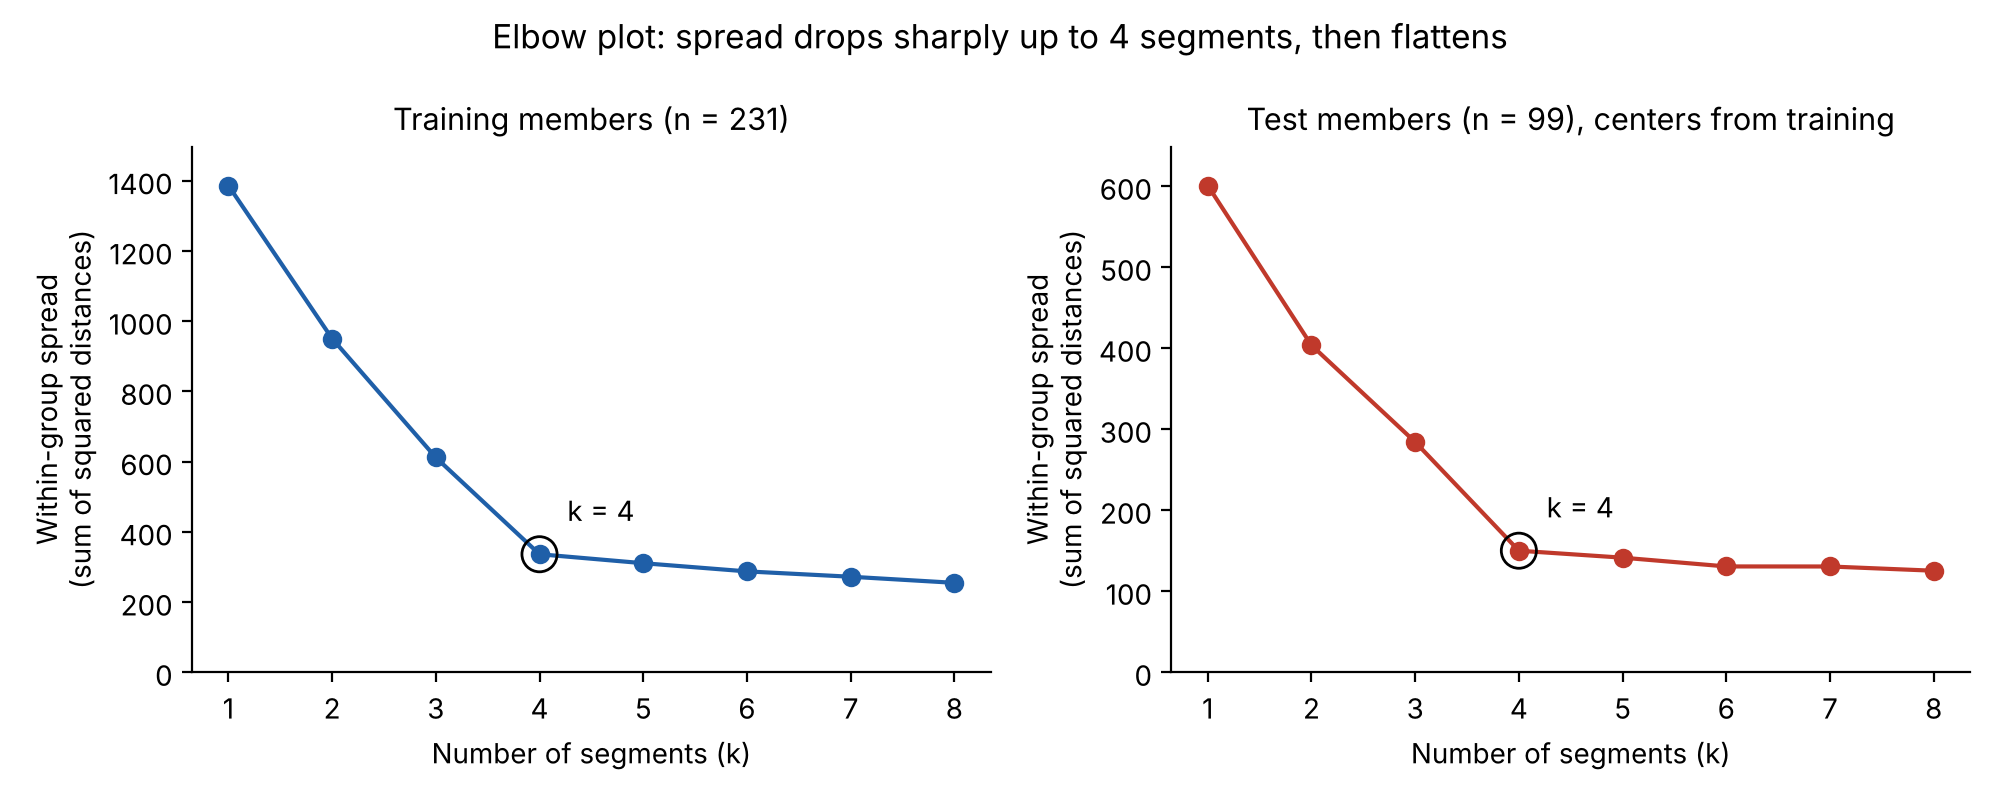 Elbow plot: spread drops sharply up to 4 segments, then flattens
Training members (n = 231)
Within-group spread
(sum of squared distances)
1400
1200
1000
800
600
400
200
0
k = 4
1 2 3 4 5 6 7 8
Number of segments (k)
Test members (n = 99), centers from training
Within-group spread
(sum of squared distances)
600
500
400
300
200
100
0
k = 4
1 2 3 4 5 6 7 8
Number of segments (k)